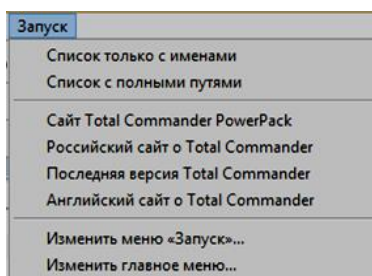 Запуск
Список только с именами
Список с полными путями
Сайт Total Commander PowerPack
Российский сайт о Total Commander
Последняя версия Total Commander
Английский сайт о Total Commander
Изменить меню «Запуск»...
Изменить главное меню...